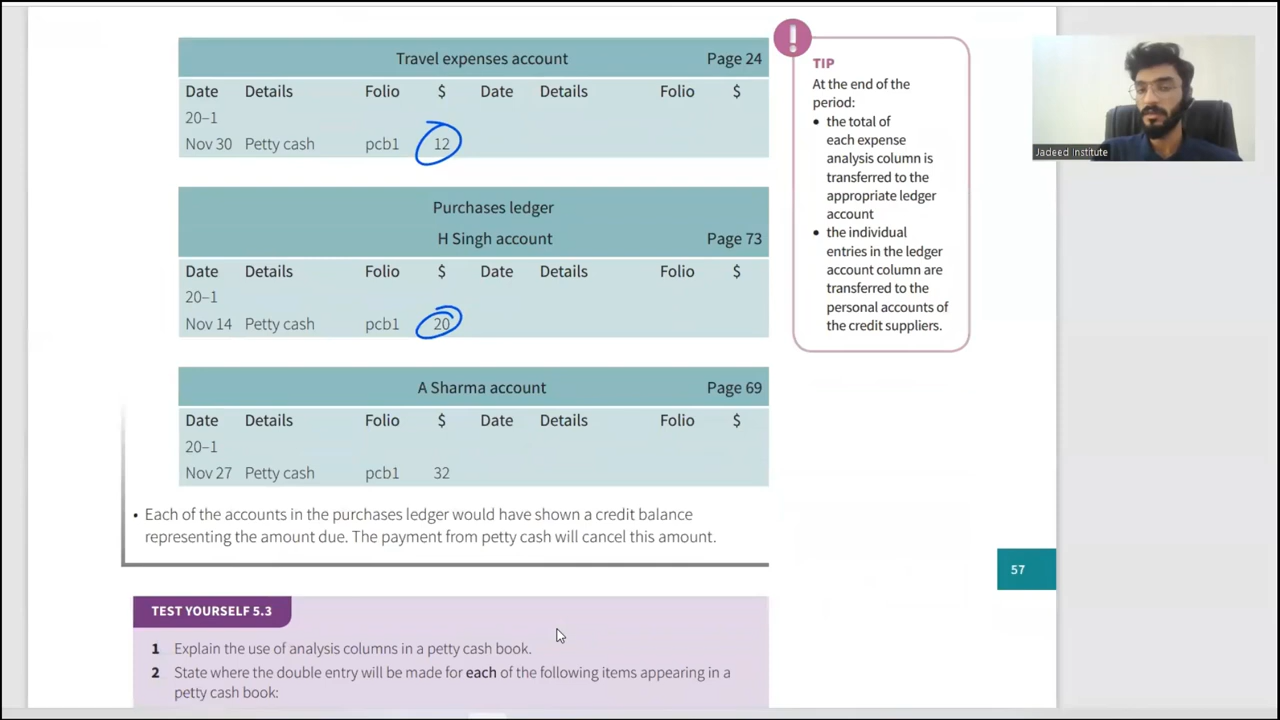 Travel expenses account Page 24
Date Details Folio $ Date Details Folio $
20–1
Nov 30 Petty cash pcb1 12
Purchases ledger
H Singh account Page 73
Date Details Folio $ Date Details Folio $
20–1
Nov 14 Petty cash pcb1 20
A Sharma account Page 69
Date Details Folio $ Date Details Folio $
20–1
Nov 27 Petty cash pcb1 32
• Each of the accounts in the purchases ledger would have shown a credit balance
representing the amount due. The payment from petty cash will cancel this amount.
TEST YOURSELF 5.3
1 Explain the use of analysis columns in a petty cash book.
2 State where the double entry will be made for each of the following items appearing in a
petty cash book:
!
TIP
At the end of the
period:
• the total of
each expense
analysis column is
transferred to the
appropriate ledger
account
• the individual
entries in the ledger
account column are
transferred to the
personal accounts of
the credit suppliers.
57
Jadeed Institute